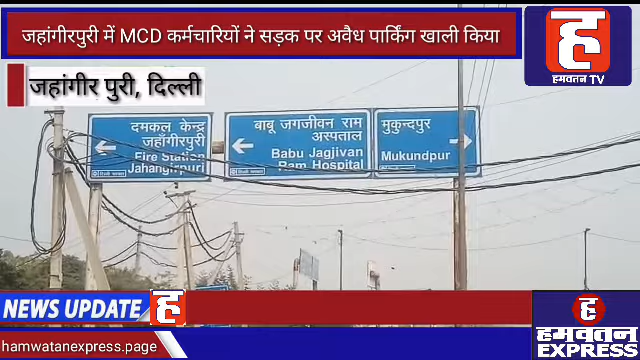 जहांगीरपुरी में MCD कर्मचारियों ने सड़क पर अवैध पार्किंग खाली किया
ह
हमवतन TV
जहांगीर पुरी, दिल्ली
दमकल केन्द्र
जहाँगीरपुरी
Fire Station
Jahangirpuri
बाबू जगजीवन राम
अस्पताल
Babu Jagjivan
Ram Hospital
मुकुन्दपुर
Mukundpur
NEWS UPDATE
ह
hamwatanexpress.page
ह
हमवतन
EXPRESS